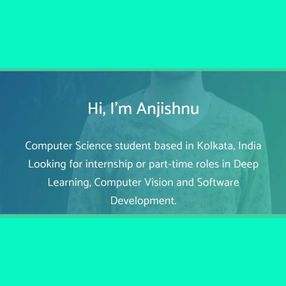 Hi, I'm Anjishnu
Computer Science student based in Kolkata, India
Looking for internship or part-time roles in Deep
Learning, Computer Vision and Software
Development.